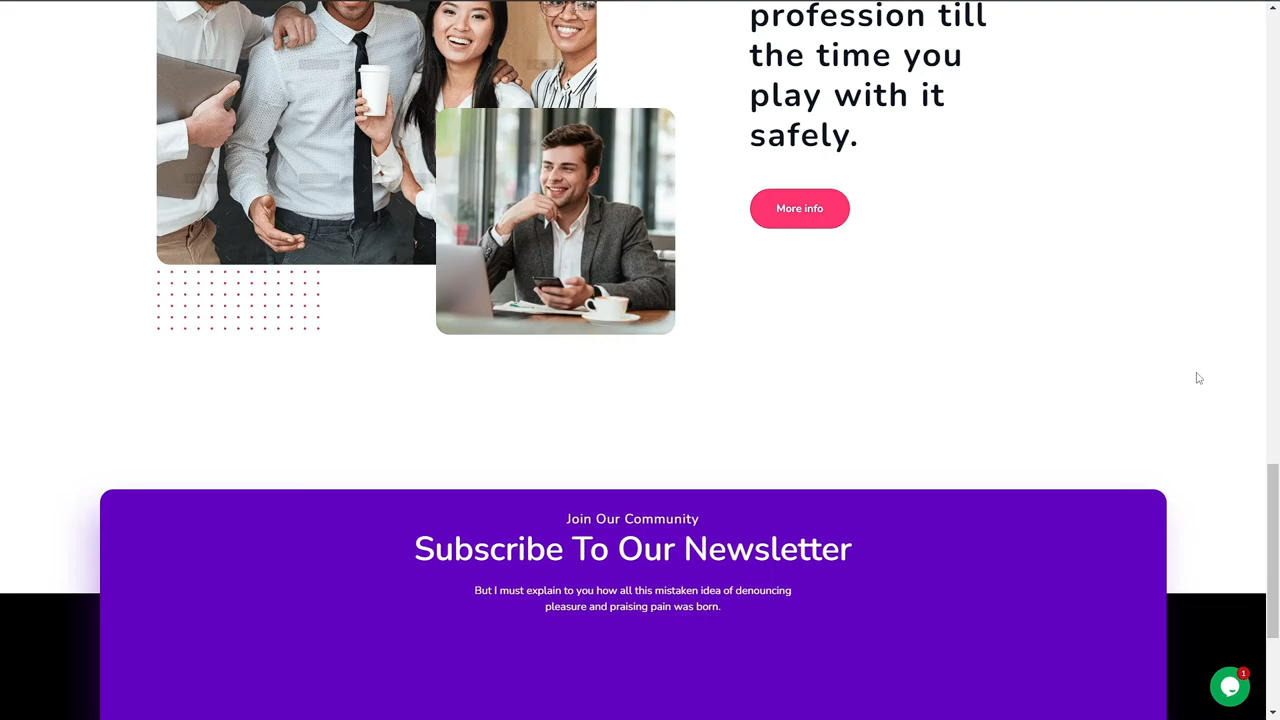 profession till
the time you
play with it
safely.
More info
Join Our Community
Subscribe To Our Newsletter
But I must explain to you how all this mistaken idea of denouncing
pleasure and praising pain was born.
1